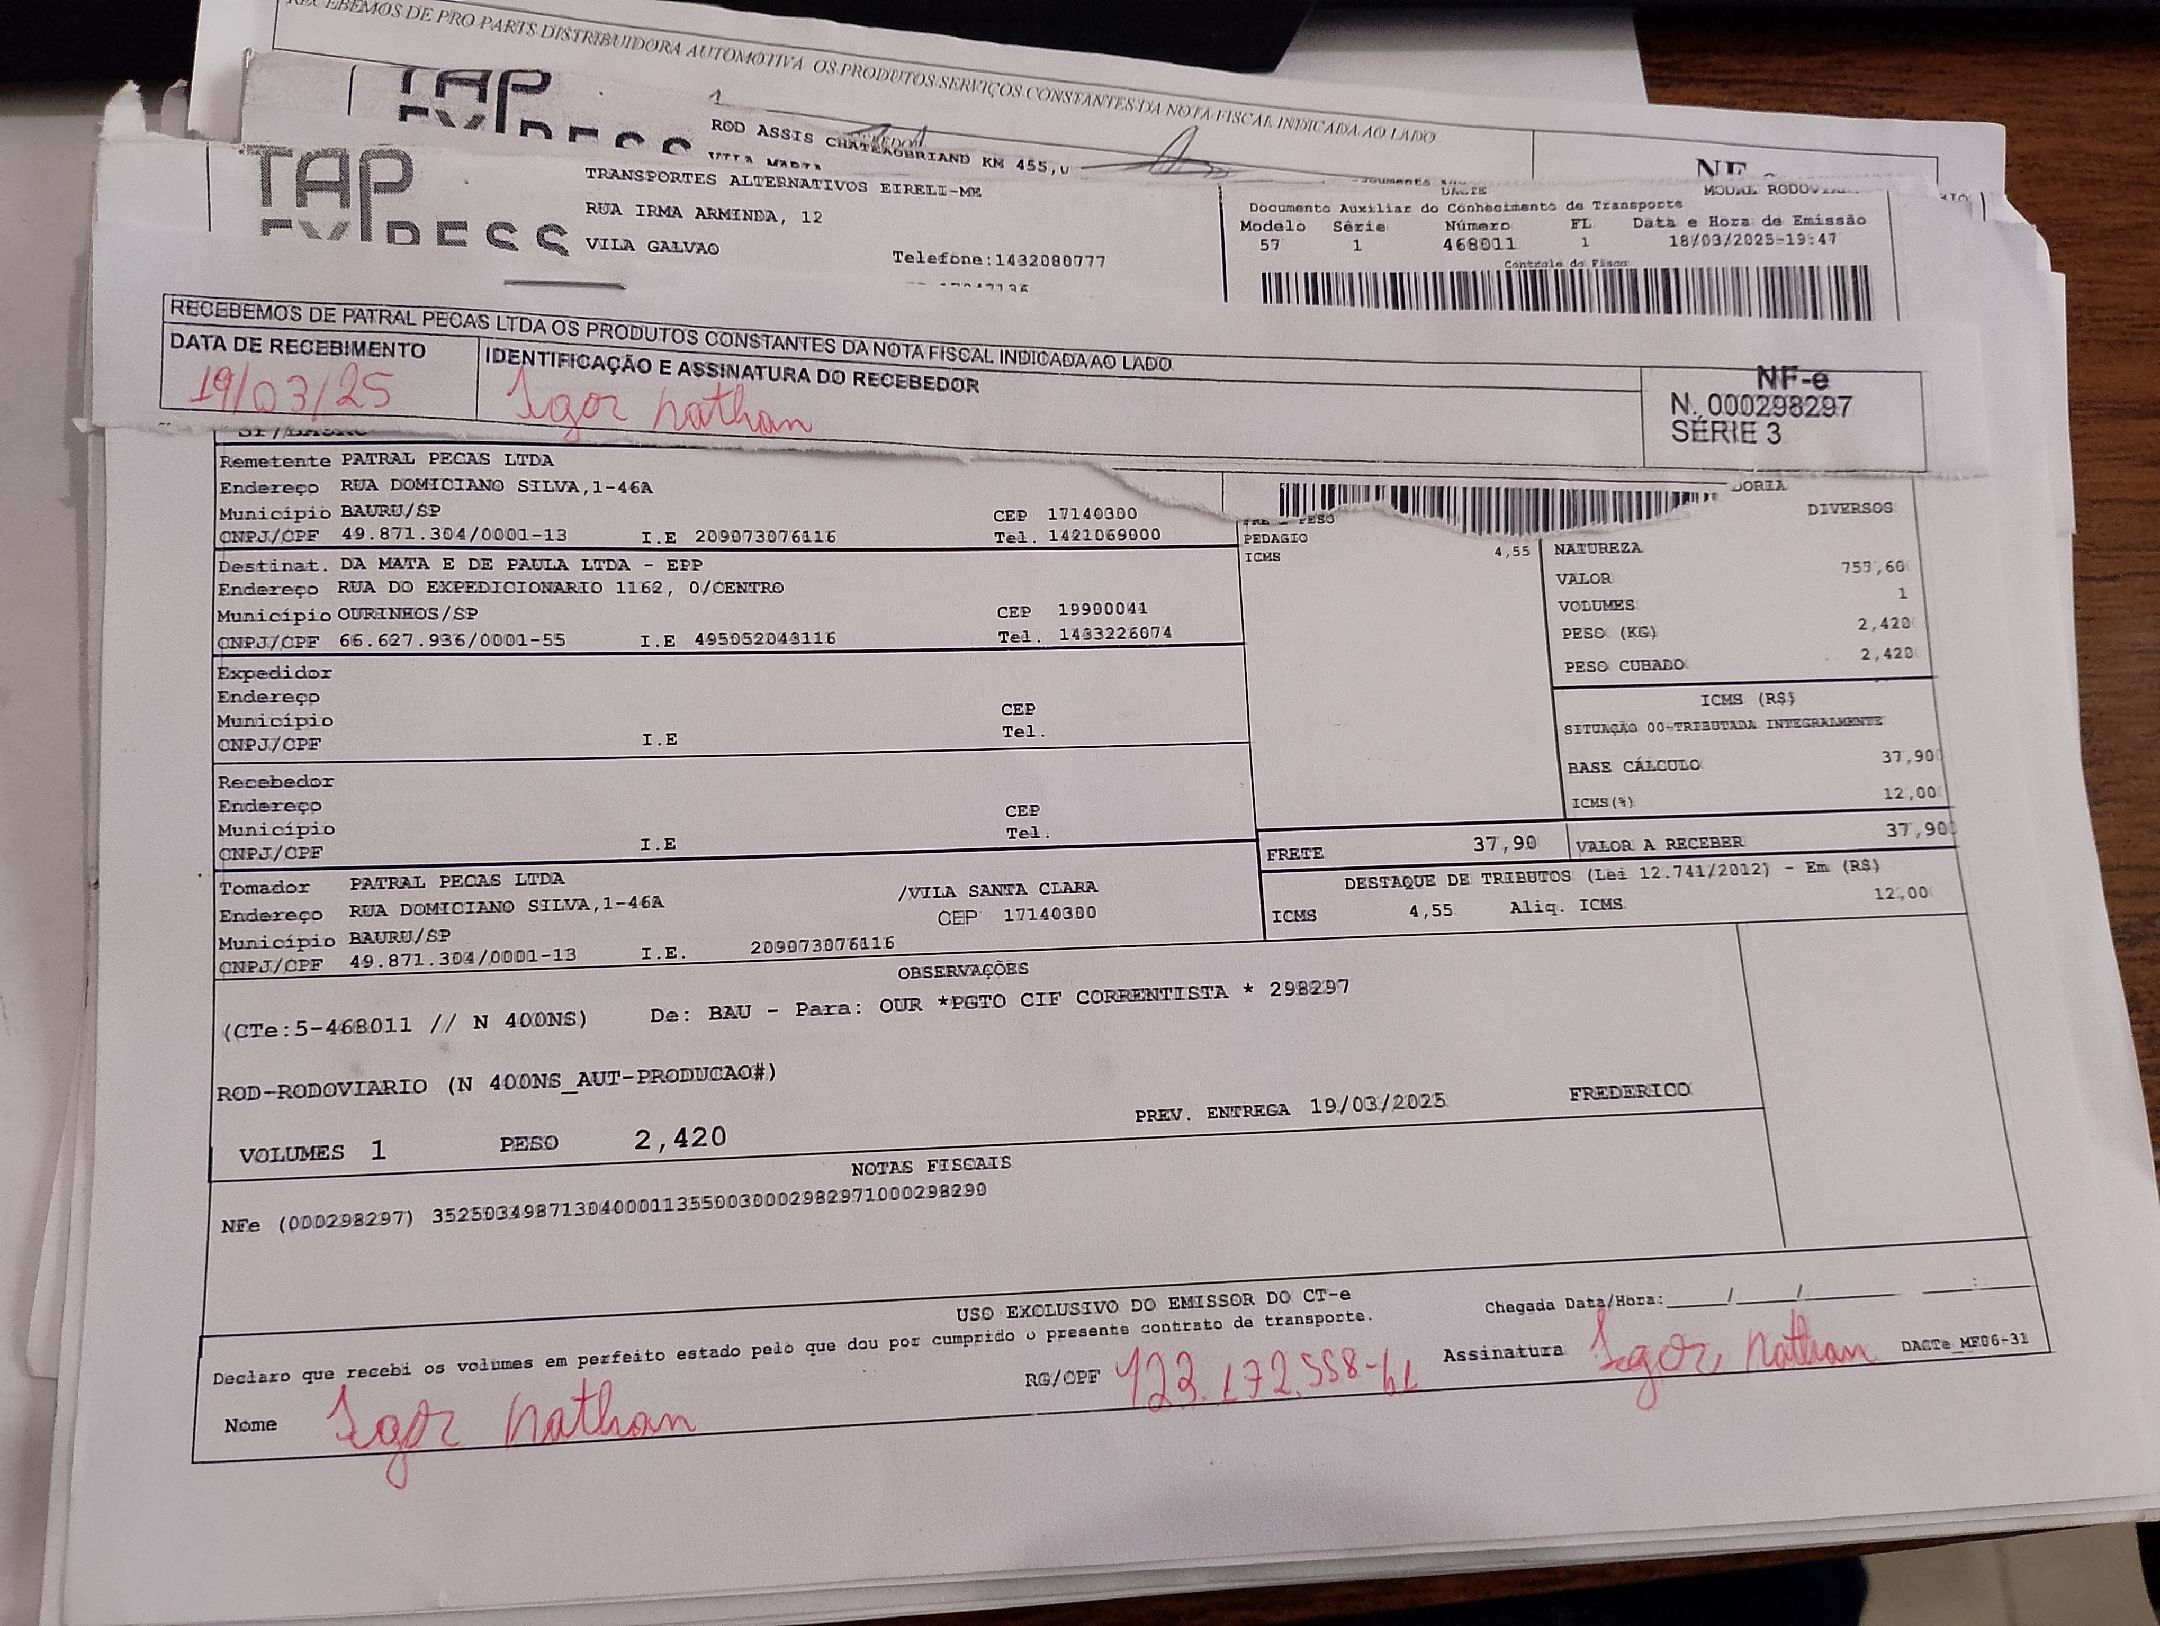 RECEBEMOS DE PRO PARTS DISTRIBUIDORA AUTOMOTIVA OS PRODUTOS SERVIÇOS CONSTANTES DA NOTA FISCAL INDICADA AO LADO
TAP
1
ROD ASSIS CHATEAUBRIAND KM 455,0
TAP EXPRESS
TRANSPORTES ALTERNATIVOS EIRELI-ME
RUA IRMA ARMINDA, 12
VILA GALVAO
Telefone:1432080777
DACTE
Documento Auxiliar do Conhecimento de Transporte
Modelo Série Número FL Data e Hora de Emissão
57 1 468011 1 18/03/2025-19:47
Controle do Fisco
RECEBEMOS DE PATRAL PECAS LTDA OS PRODUTOS CONSTANTES DA NOTA FISCAL INDICADA AO LADO
DATA DE RECEBIMENTO
19/03/25
IDENTIFICAÇÃO E ASSINATURA DO RECEBEDOR
Igor Nathan
NF-e
N. 000298297
SÉRIE 3
Remetente PATRAL PECAS LTDA
Endereço RUA DOMICIANO SILVA,1-46A
Município BAURU/SP CEP 17140300
CNPJ/CPF 49.871.304/0001-13 I.E 209073076116 Tel. 1421069000
Destinat. DA MATA E DE PAULA LTDA - EPP
Endereço RUA DO EXPEDICIONARIO 1162, 0/CENTRO
Município OURINHOS/SP CEP 19900041
CNPJ/CPF 66.627.936/0001-55 I.E 495052043116 Tel. 1433226074
Expedidor
Endereço
Município CEP
CNPJ/CPF I.E Tel.
Recebedor
Endereço CEP
Município Tel.
CNPJ/CPF I.E
Tomador PATRAL PECAS LTDA
Endereço RUA DOMICIANO SILVA,1-46A /VILA SANTA CLARA
Município BAURU/SP CEP 17140300
CNPJ/CPF 49.871.304/0001-13 I.E. 209073076116
PESO
PEDAGIO
ICMS 4,55
DIVERSOS
NATUREZA
VALOR 757,60
VOLUMES 1
PESO (KG) 2,420
PESO CUBADO 2,420
ICMS (R$)
SITUAÇÃO 00-TRIBUTADA INTEGRALMENTE
BASE CÁLCULO 37,90
ICMS(%) 12,00
FRETE 37,90 VALOR A RECEBER 37,90
DESTAQUE DE TRIBUTOS (Lei 12.741/2012) - Em (R$)
ICMS 4,55 Aliq. ICMS 12,00
OBSERVAÇÕES
(CTe:5-468011 // N 400NS) De: BAU - Para: OUR *PGTO CIF CORRENTISTA * 298297
ROD-RODOVIARIO (N 400NS_AUT-PRODUCAO#)
PREV. ENTREGA 19/03/2025 FREDERICO
VOLUMES 1 PESO 2,420
NOTAS FISCAIS
NFe (000298297) 35250349871304000113550030002982971000298290
USO EXCLUSIVO DO EMISSOR DO CT-e
Declaro que recebi os volumes em perfeito estado pelo que dou por cumprido o presente contrato de transporte.
Chegada Data/Hora:____/____/______ ____:____
Nome Igor Nathan RG/CPF 422.172.558-61 Assinatura Igor Nathan DACTe_MF06-31